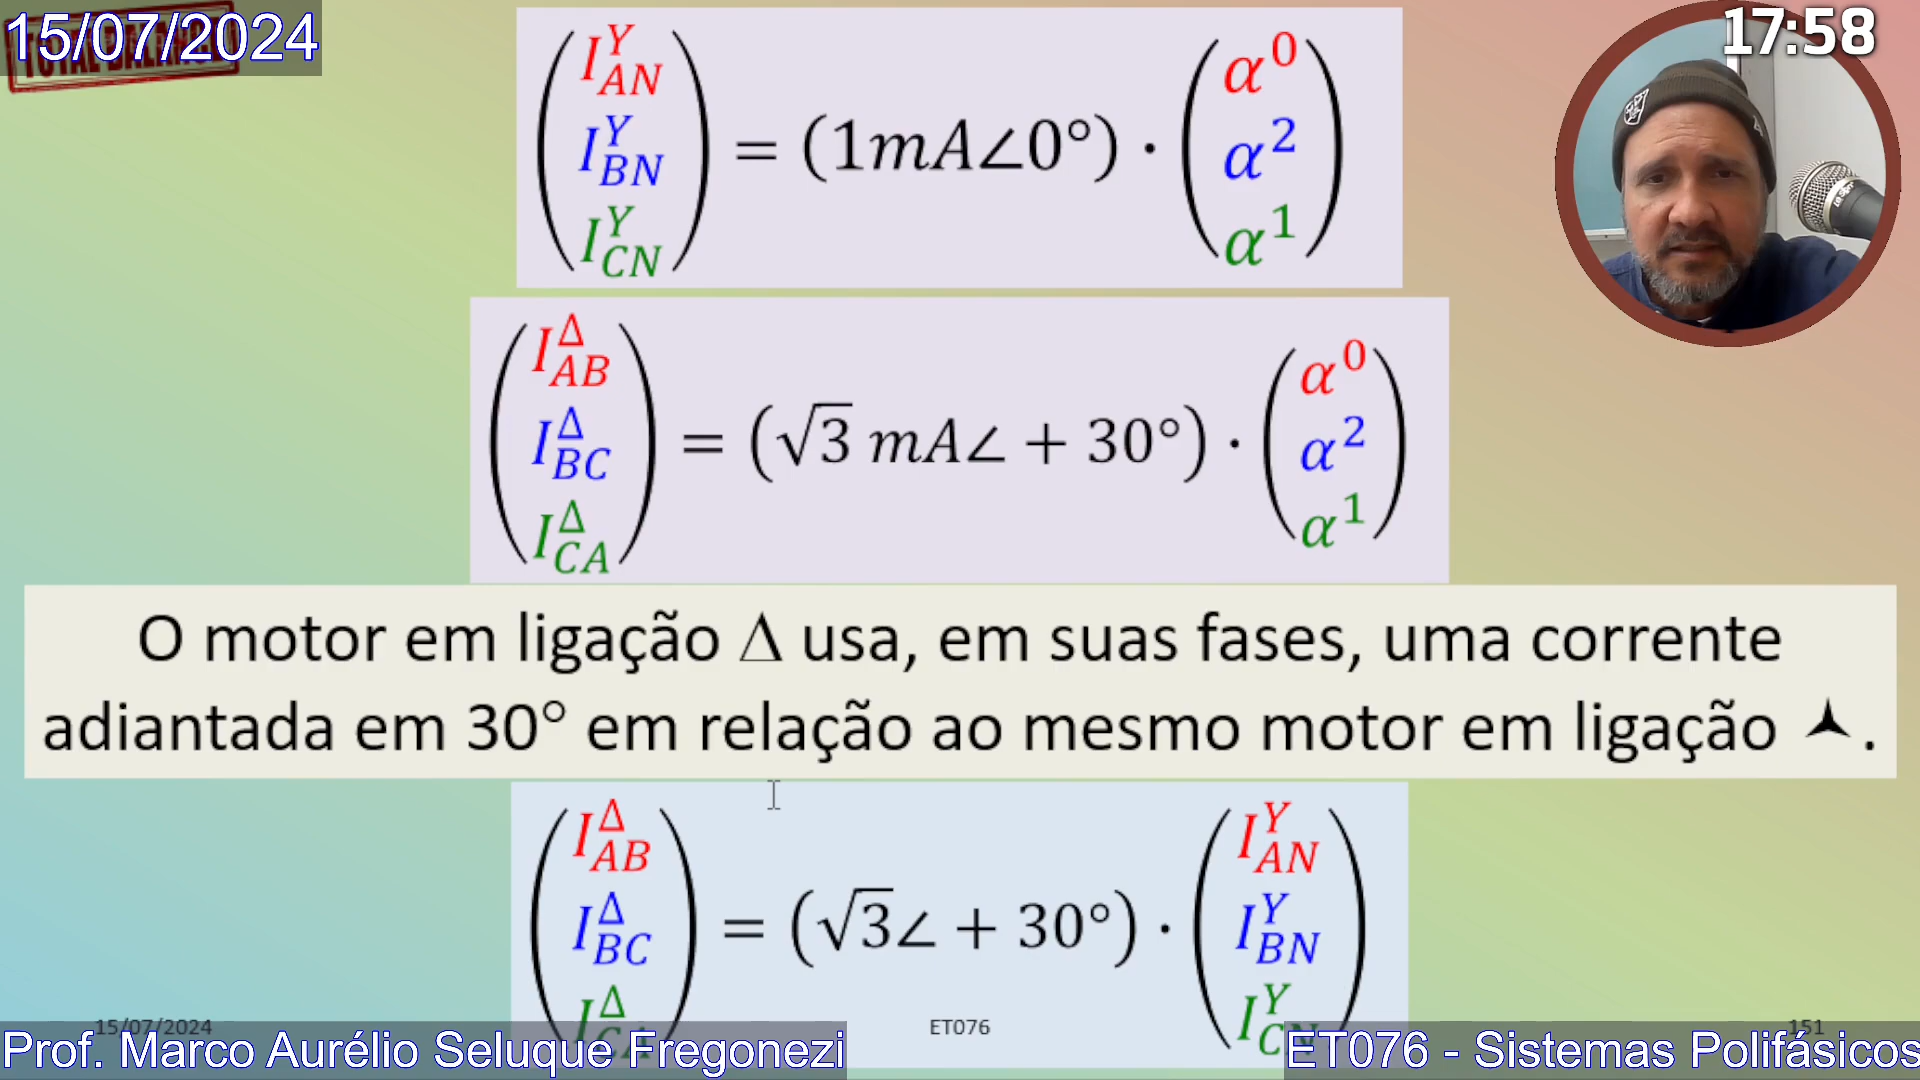 15/07/2024
17:58
I^Y_AN
I^Y_BN = (1mA∠0°) ·
I^Y_CN
α^0
α^2
α^1
I^Δ_AB
I^Δ_BC = (√3 mA∠ + 30°) ·
I^Δ_CA
α^0
α^2
α^1
O motor em ligação Δ usa, em suas fases, uma corrente
adiantada em 30° em relação ao mesmo motor em ligação ⅄.
I^Δ_AB
I^Δ_BC = (√3∠ + 30°) ·
I^Δ_CA
I^Y_AN
I^Y_BN
I^Y_CN
15/07/2024
ET076
151
Prof. Marco Aurélio Seluque Fregonezi
ET076 - Sistemas Polifásicos